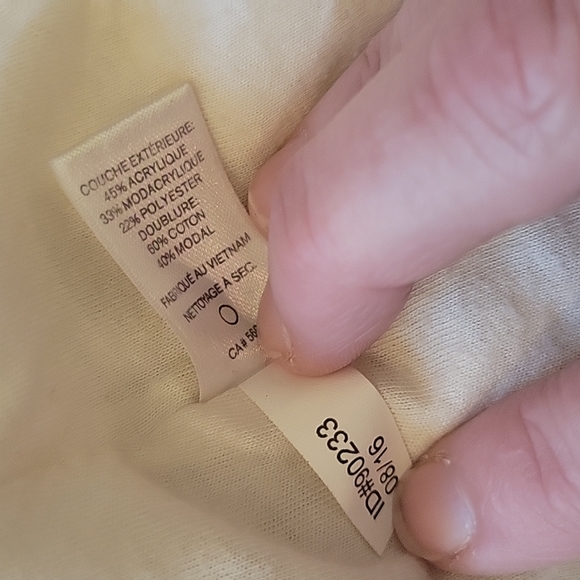 COUCHE EXTÉRIEURE:
45% ACRYLIQUE
33% MODACRYLIQUE
22% POLYESTER
DOUBLURE:
60% COTON
40% MODAL
FABRIQUÉ AU VIETNAM
NETTOYAGE À SEC.
CA#
ID#90233
08/16